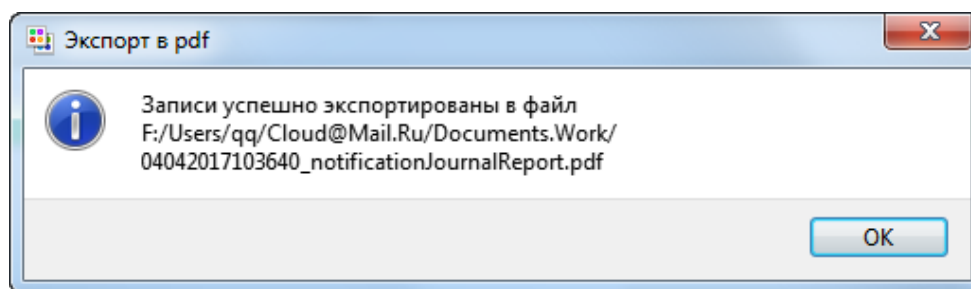 Экспорт в pdf
Записи успешно экспортированы в файл
F:/Users/qq/Cloud@Mail.Ru/Documents.Work/
04042017103640_notificationJournalReport.pdf
OK